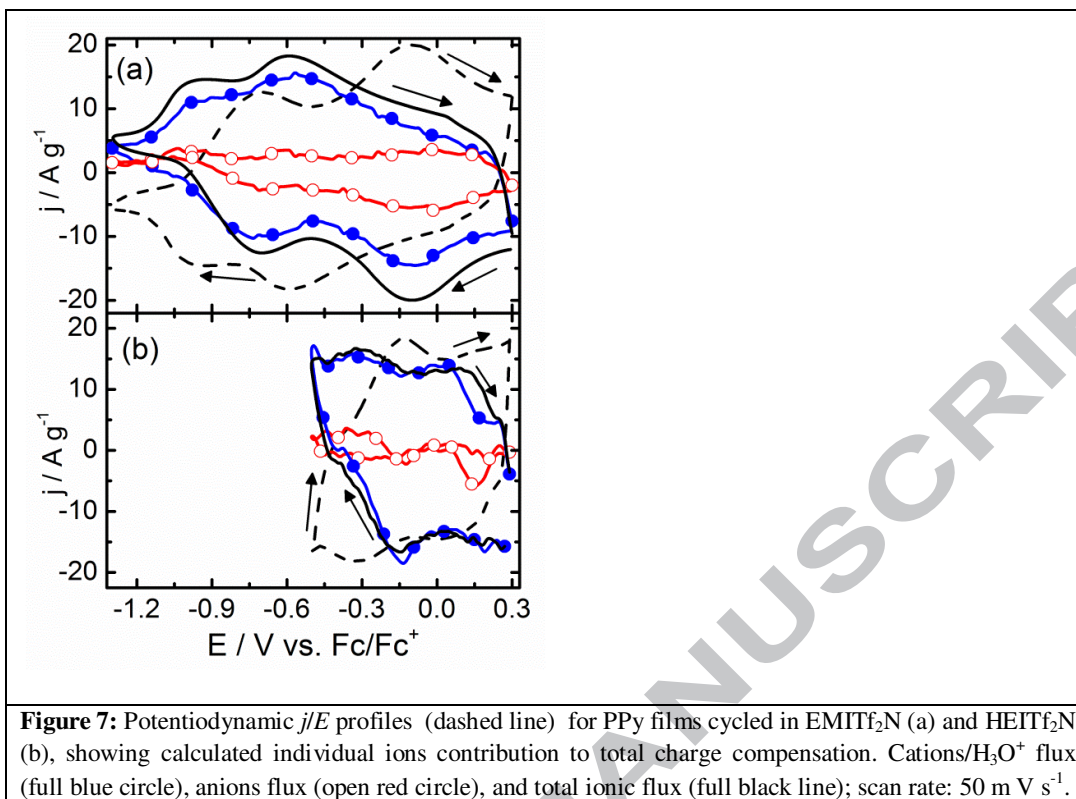 20
(a)
10
0
-10
-20
j / A g⁻¹
20
(b)
10
0
-10
-20
j / A g⁻¹
-1.2 -0.9 -0.6 -0.3 0.0 0.3
E / V vs. Fc/Fc⁺
Figure 7: Potentiodynamic j/E profiles (dashed line) for PPy films cycled in EMITf₂N (a) and HEITf₂N
(b), showing calculated individual ions contribution to total charge compensation. Cations/H₃O⁺ flux
(full blue circle), anions flux (open red circle), and total ionic flux (full black line); scan rate: 50 m V s⁻¹.